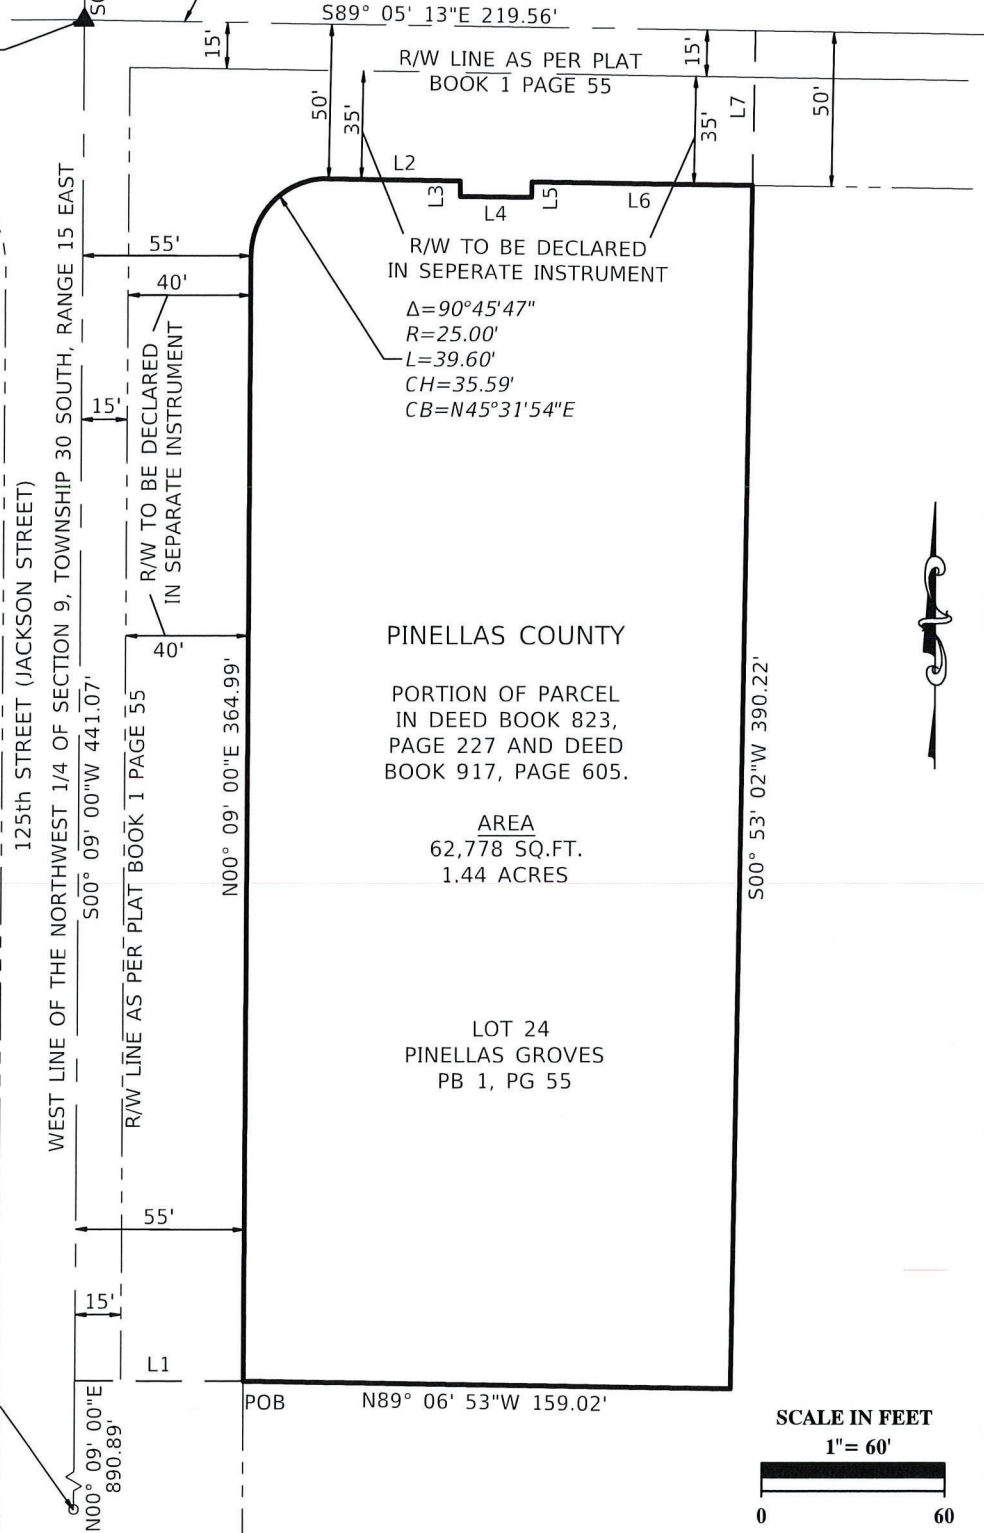 S89° 05' 13"E 219.56'
15'
R/W LINE AS PER PLAT
BOOK 1 PAGE 55
15'
50'
35'
35'
L7
50'
L2
L3
L4
L5
L6
R/W TO BE DECLARED
IN SEPERATE INSTRUMENT
55'
40'
Δ=90°45'47"
R=25.00'
L=39.60'
CH=35.59'
CB=N45°31'54"E
15'
R/W TO BE DECLARED
IN SEPARATE INSTRUMENT
40'
125th STREET (JACKSON STREET)
WEST LINE OF THE NORTHWEST 1/4 OF SECTION 9, TOWNSHIP 30 SOUTH, RANGE 15 EAST
S00° 09' 00"W 441.07'
R/W LINE AS PER PLAT BOOK 1 PAGE 55
N00° 09' 00"E 364.99'
PINELLAS COUNTY
PORTION OF PARCEL
IN DEED BOOK 823,
PAGE 227 AND DEED
BOOK 917, PAGE 605.
AREA
62,778 SQ.FT.
1.44 ACRES
S00° 53' 02"W 390.22'
LOT 24
PINELLAS GROVES
PB 1, PG 55
55'
15'
L1
POB
N89° 06' 53"W 159.02'
N00° 09' 00"E
890.89'
SCALE IN FEET
1"= 60'
0 60